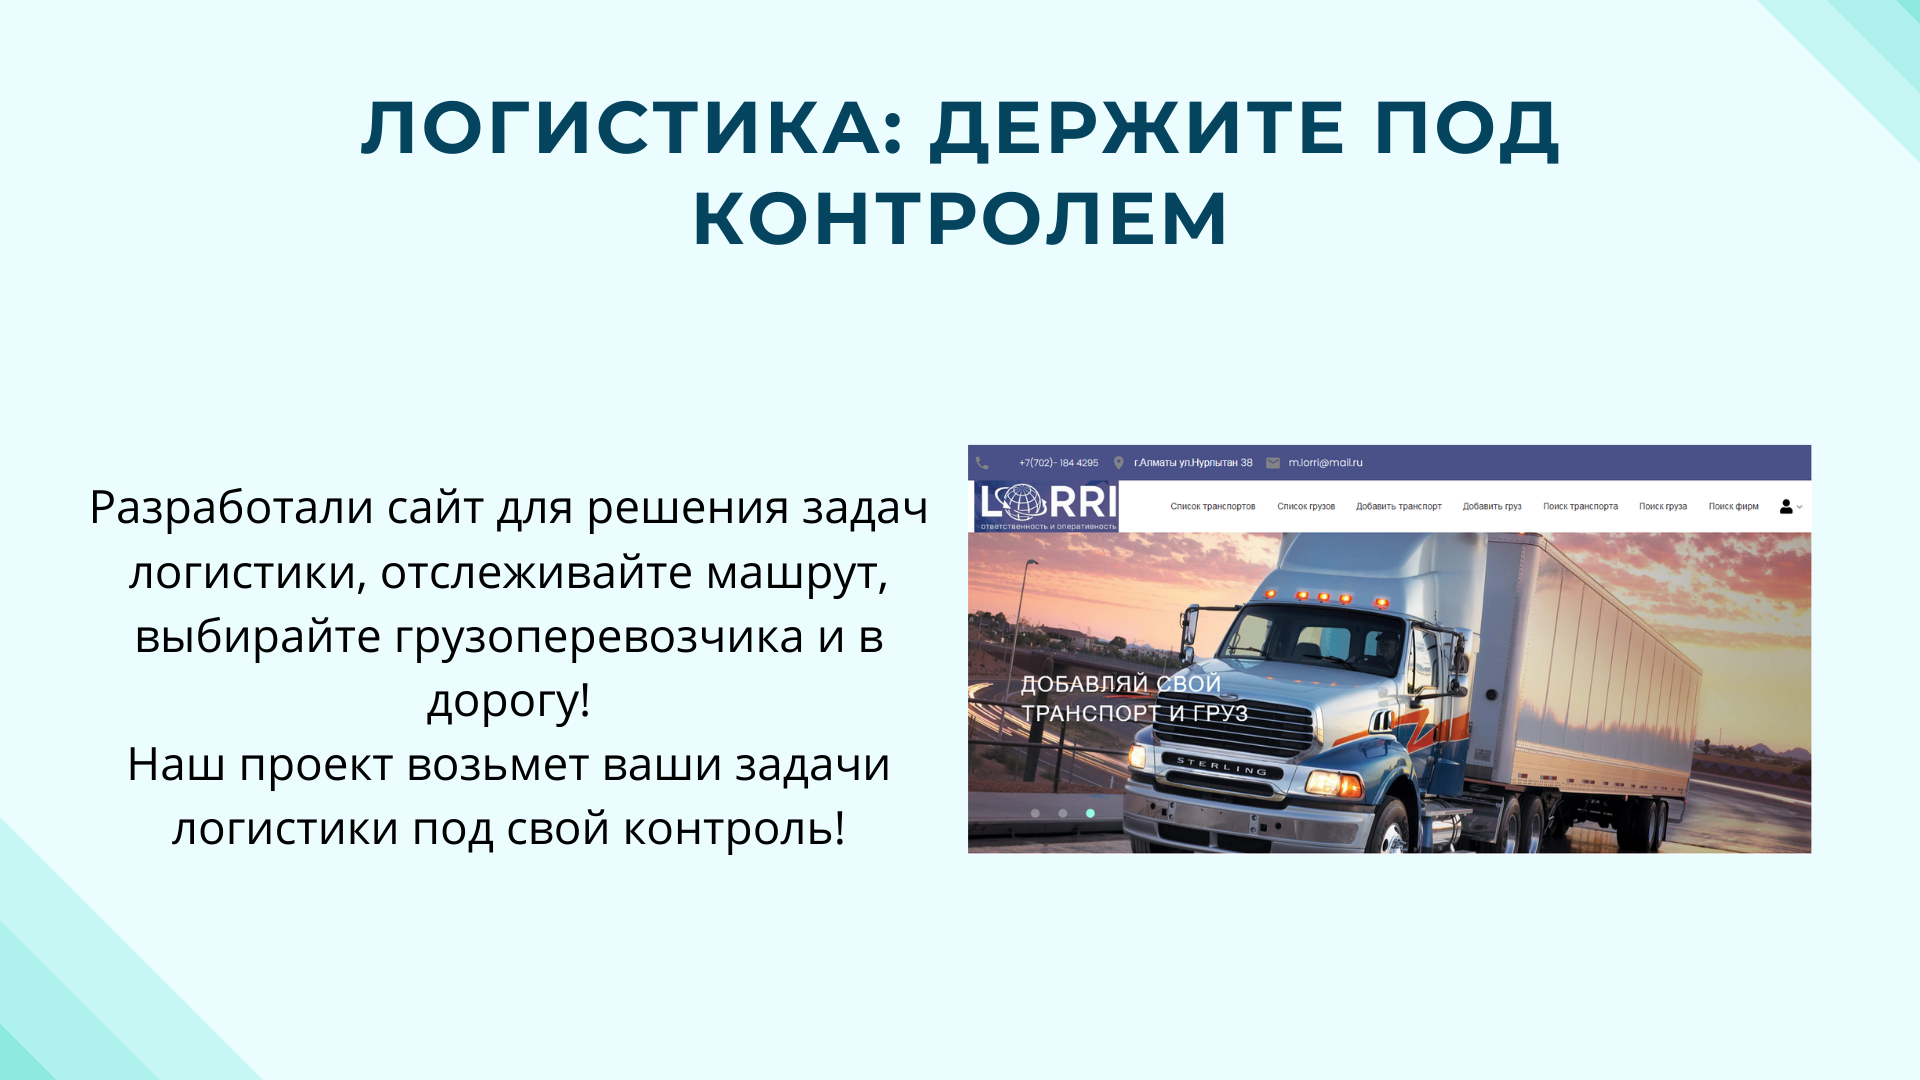 ЛОГИСТИКА: ДЕРЖИТЕ ПОД
КОНТРОЛЕМ
Разработали сайт для решения задач
логистики, отслеживайте машрут,
выбирайте грузоперевозчика и в
дорогу!
Наш проект возьмет ваши задачи
логистики под свой контроль!
+7(702)- 184 4295 г.Алматы ул.Нурлытан 38 m.lorri@mail.ru
LORRI
ответственность и оперативность
Список транспортов Список грузов Добавить транспорт Добавить груз Поиск транспорта Поиск груза Поиск фирм
ДОБАВЛЯЙ СВОЙ
ТРАНСПОРТ И ГРУЗ
STERLING